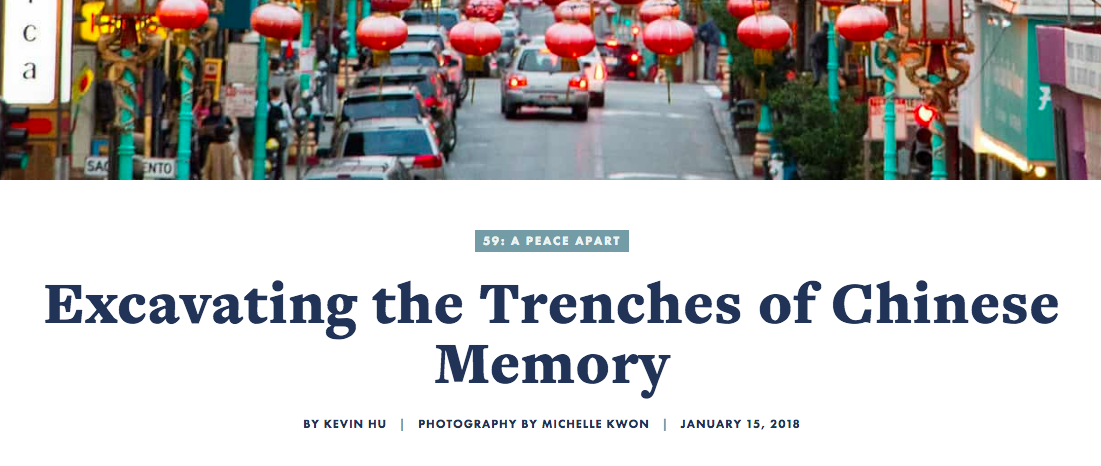 c
a
SAC ENTO
59: A PEACE APART
Excavating the Trenches of Chinese
Memory
BY KEVIN HU | PHOTOGRAPHY BY MICHELLE KWON | JANUARY 15, 2018